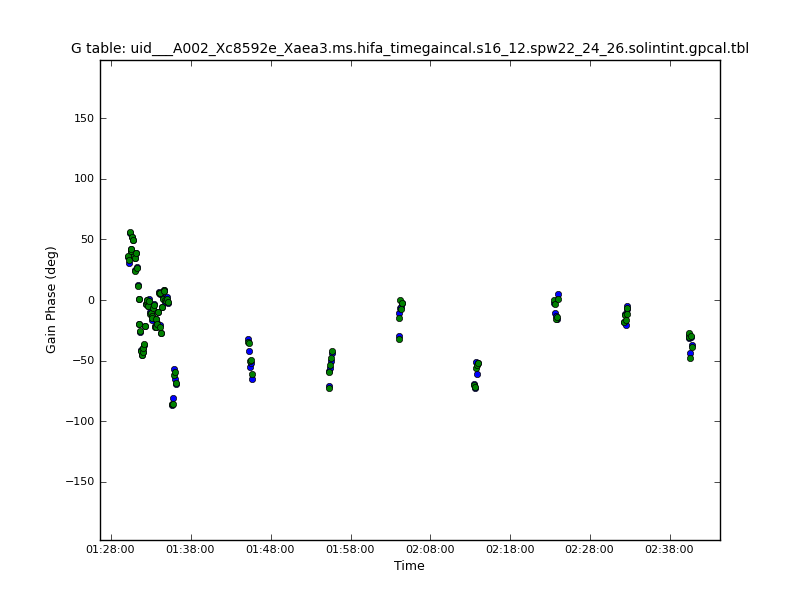 G table: uid___A002_Xc8592e_Xaea3.ms.hifa_timegaincal.s16_12.spw22_24_26.solintint.gpcal.tbl
150
100
50
0
−50
−100
−150
Gain Phase (deg)
01:28:00 01:38:00 01:48:00 01:58:00 02:08:00 02:18:00 02:28:00 02:38:00
Time